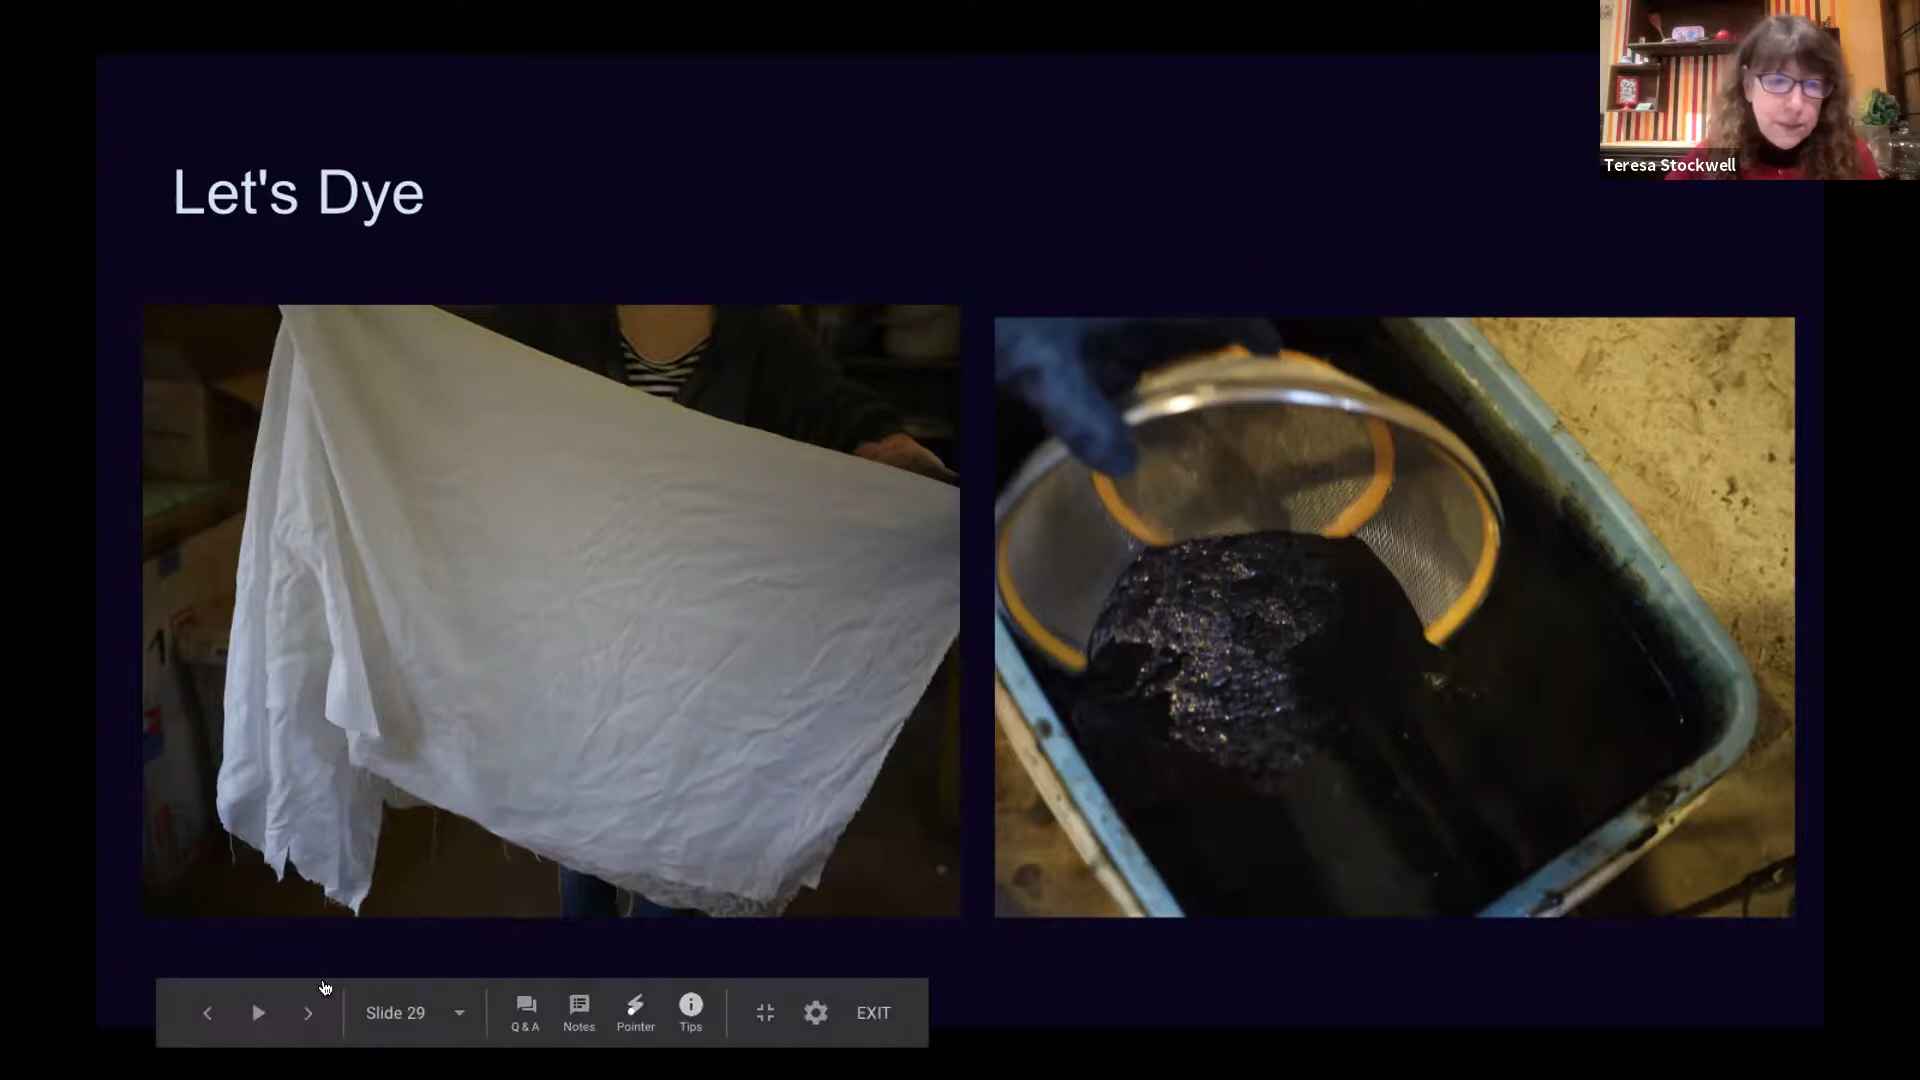 Teresa Stockwell
Let's Dye
Slide 29
Q & A
Notes
Pointer
Tips
EXIT